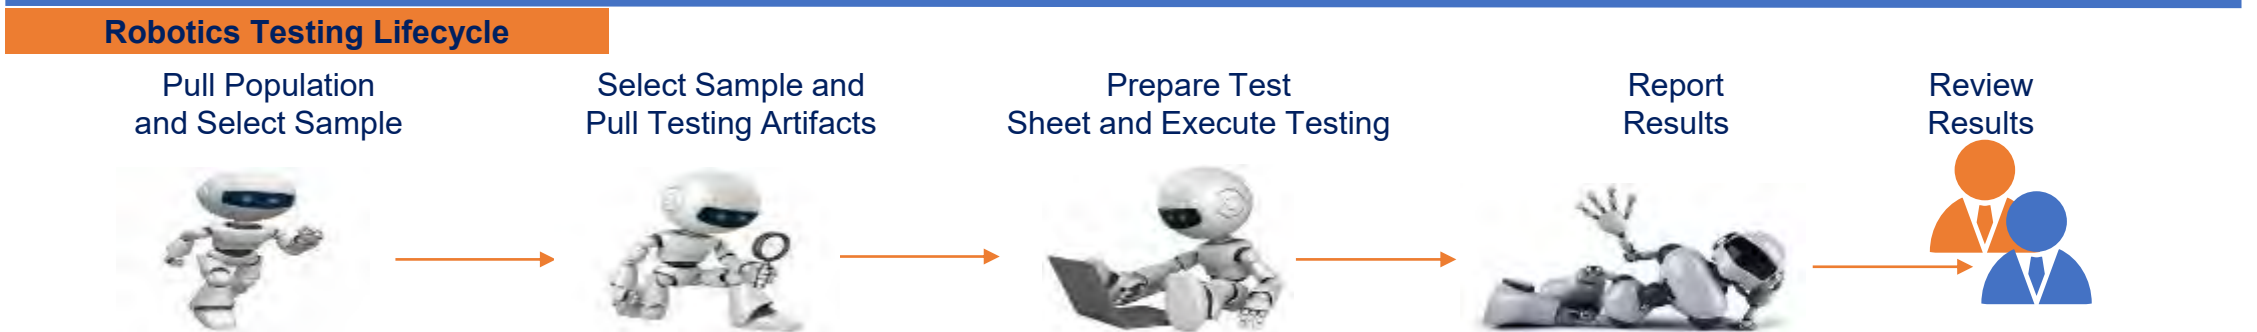 Robotics Testing Lifecycle
Pull Population
and Select Sample
Select Sample and
Pull Testing Artifacts
Prepare Test
Sheet and Execute Testing
Report
Results
Review
Results